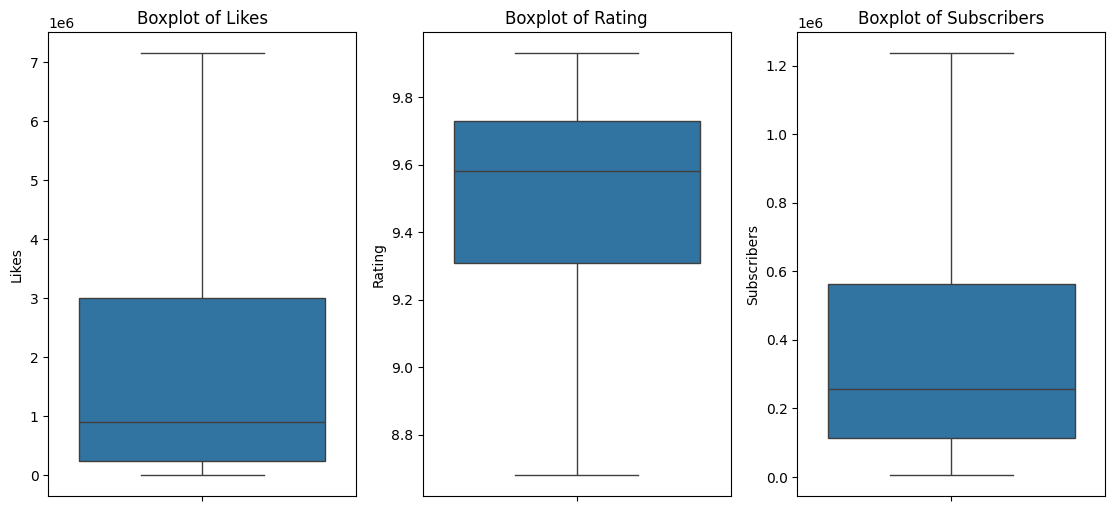 Boxplot of Likes
1e6
7
6
5
4
3
2
1
0
Likes
Boxplot of Rating
9.8
9.6
9.4
9.2
9.0
8.8
Rating
Boxplot of Subscribers
1e6
1.2
1.0
0.8
0.6
0.4
0.2
0.0
Subscribers